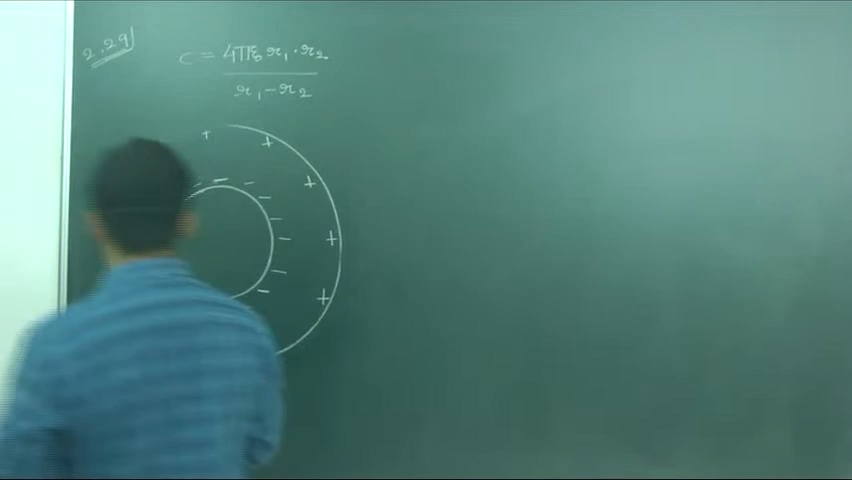 2.29
C = 4πε₀ r₁ · r₂
r₁ - r₂
+ + + + +
- - - - - - - -